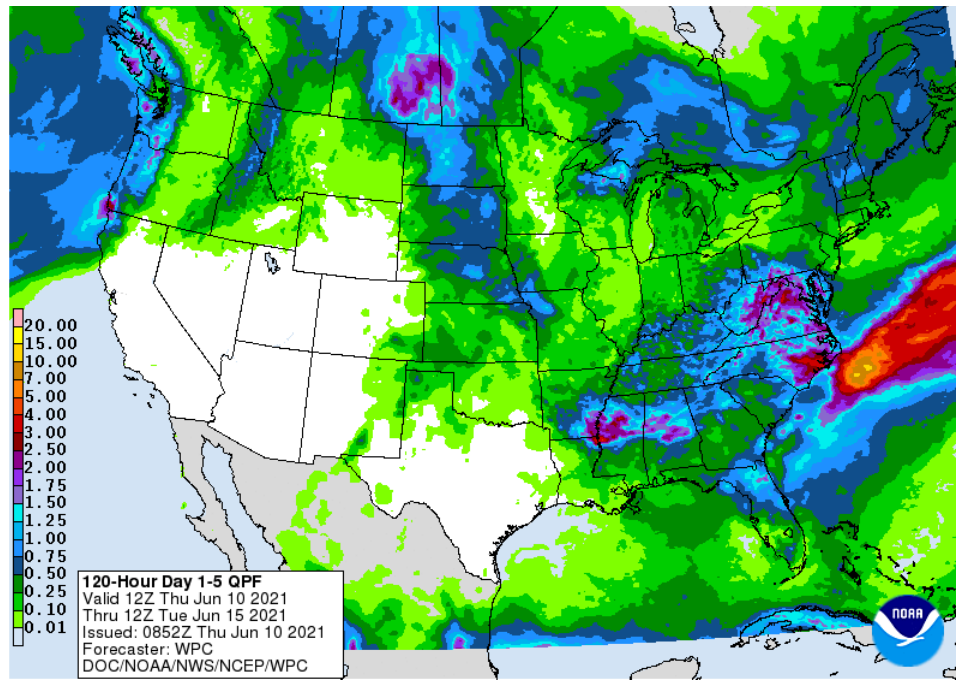 20.00
15.00
10.00
7.00
5.00
4.00
3.00
2.50
2.00
1.75
1.50
1.25
1.00
0.75
0.50
0.25
0.10
0.01
120-Hour Day 1-5 QPF
Valid 12Z Thu Jun 10 2021
Thru 12Z Tue Jun 15 2021
Issued: 0852Z Thu Jun 10 2021
Forecaster: WPC
DOC/NOAA/NWS/NCEP/WPC
NOAA